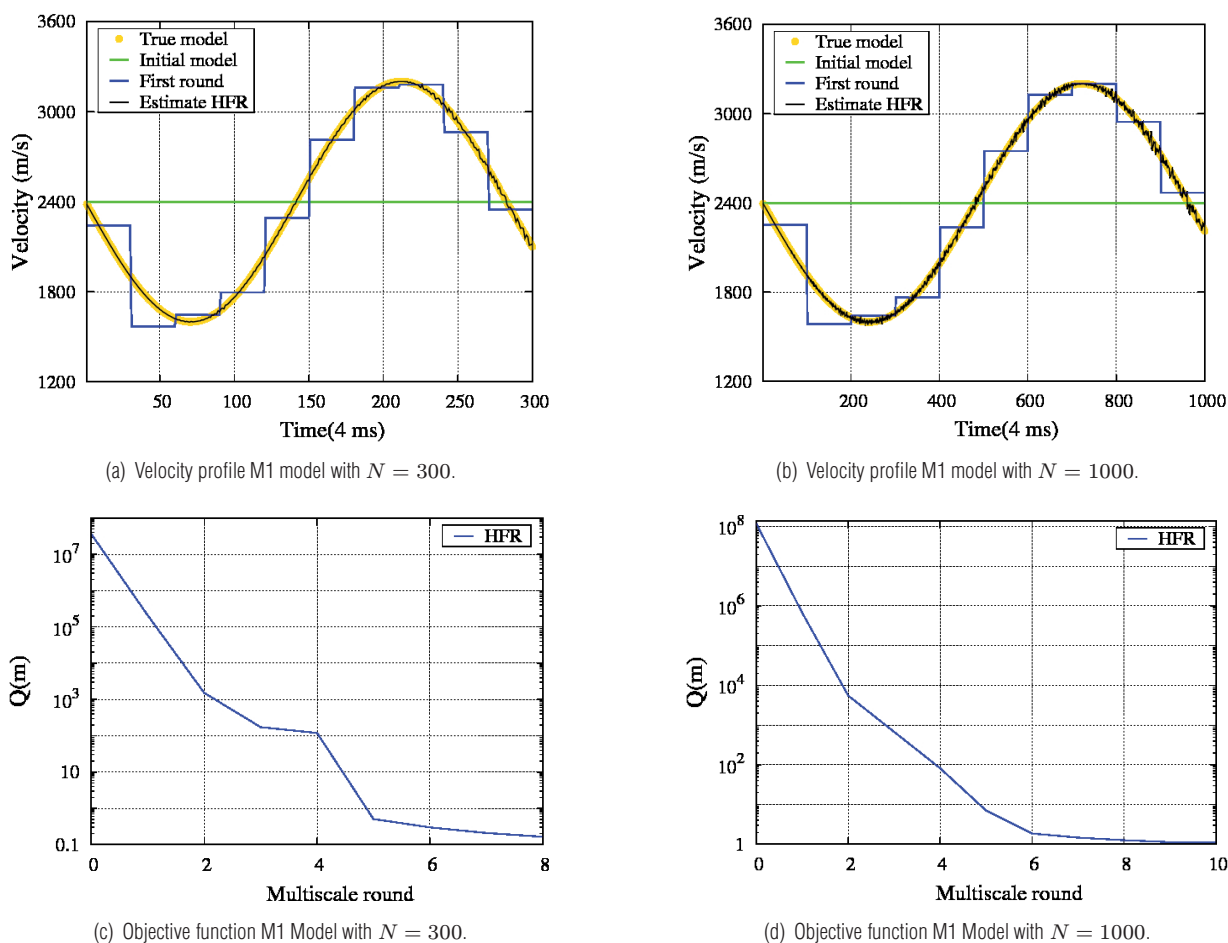 3600
3000
2400
1800
1200
Velocity (m/s)
True model
Initial model
First round
Estimate HFR
50
100
150
200
250
300
Time(4 ms)
(a) Velocity profile M1 model with N = 300.
3600
3000
2400
1800
1200
Velocity (m/s)
True model
Initial model
First round
Estimate HFR
200
400
600
800
1000
Time(4 ms)
(b) Velocity profile M1 model with N = 1000.
10^7
10^5
10^3
10
0.1
Q(m)
HFR
0
2
4
6
8
Multiscale round
(c) Objective function M1 Model with N = 300.
10^8
10^6
10^4
10^2
1
Q(m)
HFR
0
2
4
6
8
10
Multiscale round
(d) Objective function M1 Model with N = 1000.